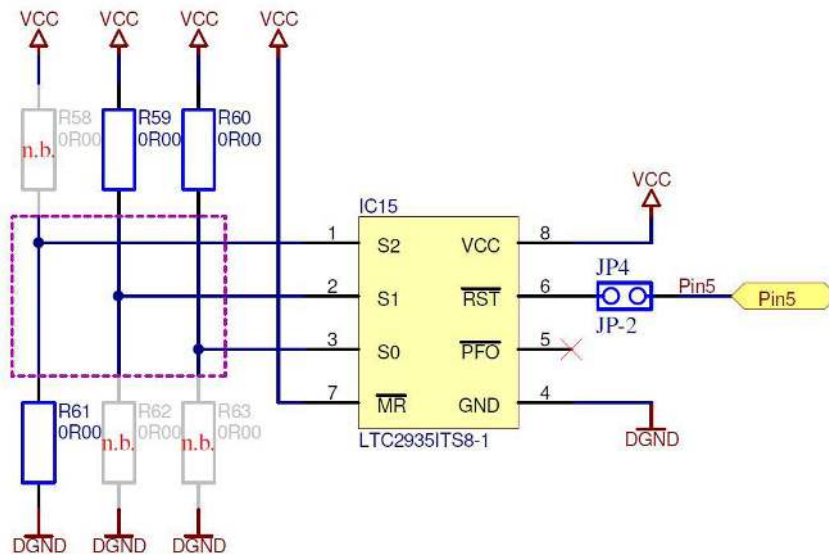 VCC VCC VCC VCC
R58 R59 R60
0R00 0R00 0R00
n.b.
VCC
IC15
1 S2 VCC 8
JP4
2 S1 RST 6 Pin5 Pin5
JP-2
3 S0 PFO 5
7 MR GND 4
R61 R62 R63
0R00 0R00 0R00
n.b. n.b.
LTC2935ITS8-1
DGND
DGND DGND DGND